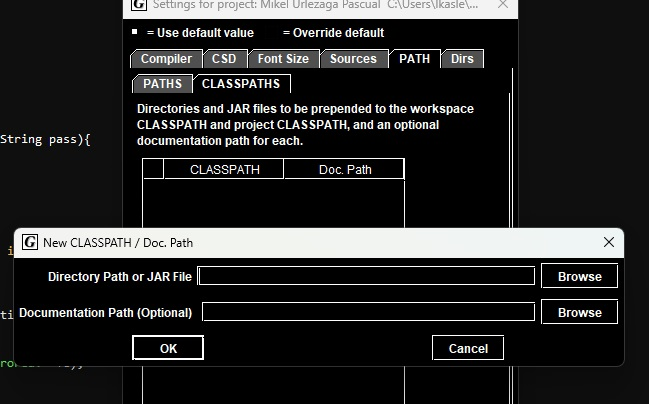 G Settings for project: Mikel Urlezaga Pascual C:\Users\Ikasle\...
= Use default value = Override default
Compiler CSD Font Size Sources PATH Dirs
PATHS CLASSPATHS
Directories and JAR files to be prepended to the workspace
CLASSPATH and project CLASSPATH, and an optional
documentation path for each.
String pass){
CLASSPATH Doc. Path
G New CLASSPATH / Doc. Path
Directory Path or JAR File Browse
Documentation Path (Optional) Browse
OK Cancel